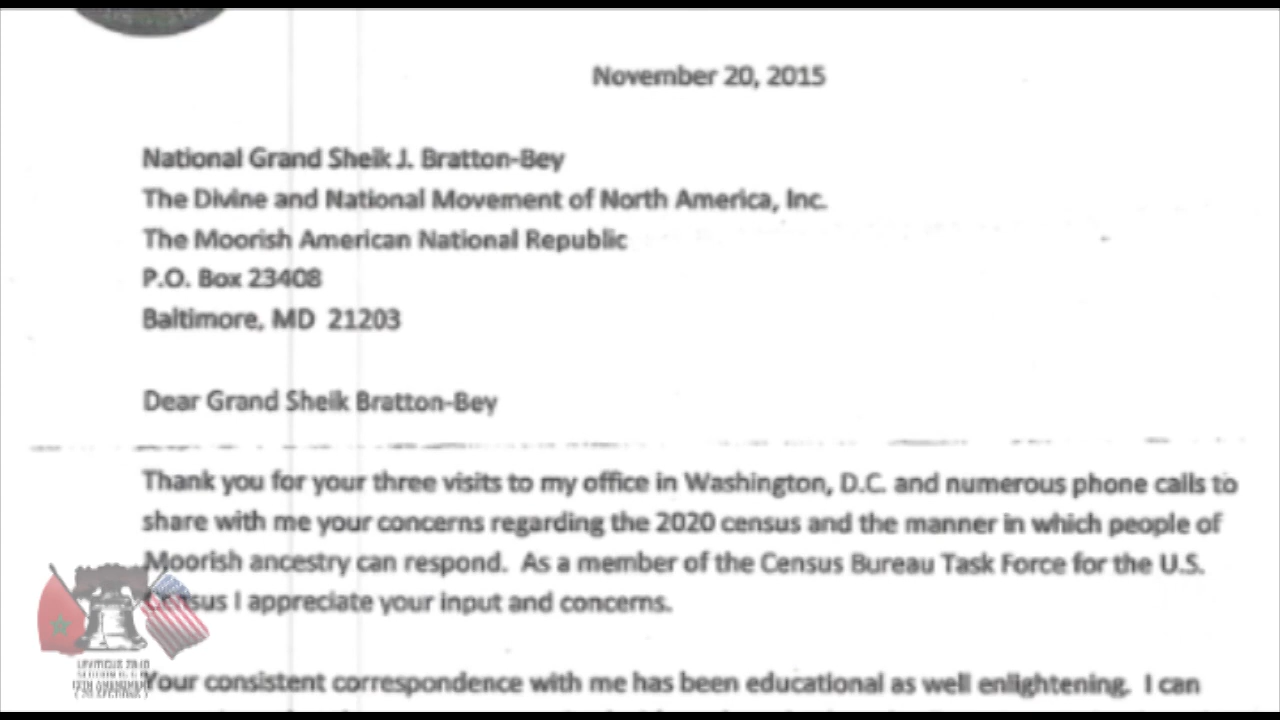 November 20, 2015
National Grand Sheik J. Bratton-Bey
The Divine and National Movement of North America, Inc.
The Moorish American National Republic
P.O. Box 23408
Baltimore, MD 21203
Dear Grand Sheik Bratton-Bey
Thank you for your three visits to my office in Washington, D.C. and numerous phone calls to
share with me your concerns regarding the 2020 census and the manner in which people of
Moorish ancestry can respond. As a member of the Census Bureau Task Force for the U.S.
Census I appreciate your input and concerns.
Your consistent correspondence with me has been educational as well enlightening. I can
LEVITICUS
13TH AMENDMENT